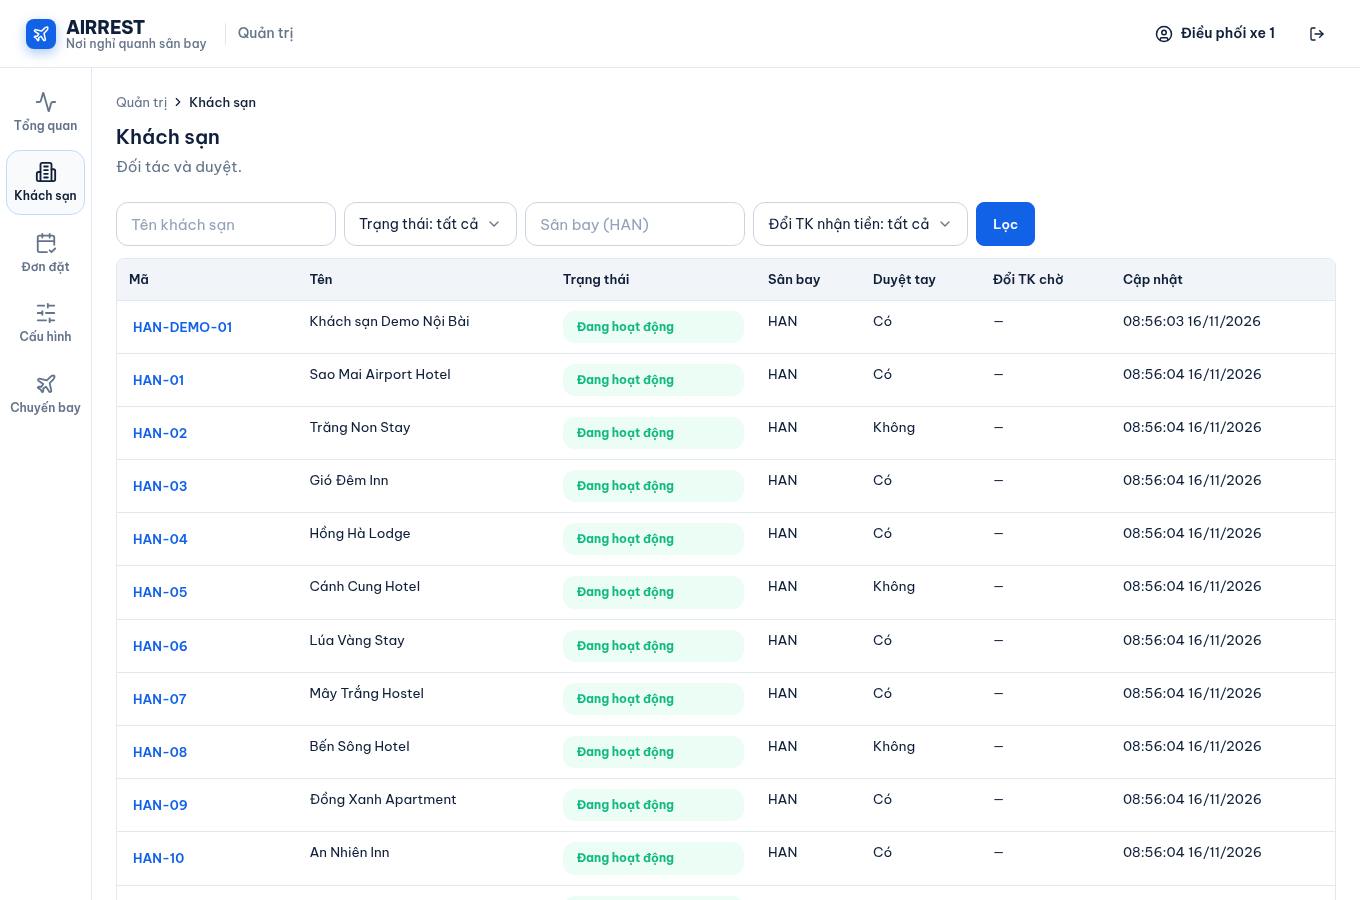 AIRREST
Nơi nghỉ quanh sân bay
Quản trị
Điều phối xe 1
Tổng quan
Khách sạn
Đơn đặt
Cấu hình
Chuyến bay
Quản trị > Khách sạn
Khách sạn
Đối tác và duyệt.
Tên khách sạn
Trạng thái: tất cả
Sân bay (HAN)
Đổi TK nhận tiền: tất cả
Lọc
Mã Tên Trạng thái Sân bay Duyệt tay Đổi TK chờ Cập nhật
HAN-DEMO-01 Khách sạn Demo Nội Bài Đang hoạt động HAN Có — 08:56:03 16/11/2026
HAN-01 Sao Mai Airport Hotel Đang hoạt động HAN Có — 08:56:04 16/11/2026
HAN-02 Trăng Non Stay Đang hoạt động HAN Không — 08:56:04 16/11/2026
HAN-03 Gió Đêm Inn Đang hoạt động HAN Có — 08:56:04 16/11/2026
HAN-04 Hồng Hà Lodge Đang hoạt động HAN Có — 08:56:04 16/11/2026
HAN-05 Cánh Cung Hotel Đang hoạt động HAN Không — 08:56:04 16/11/2026
HAN-06 Lúa Vàng Stay Đang hoạt động HAN Có — 08:56:04 16/11/2026
HAN-07 Mây Trắng Hostel Đang hoạt động HAN Có — 08:56:04 16/11/2026
HAN-08 Bến Sông Hotel Đang hoạt động HAN Không — 08:56:04 16/11/2026
HAN-09 Đồng Xanh Apartment Đang hoạt động HAN Có — 08:56:04 16/11/2026
HAN-10 An Nhiên Inn Đang hoạt động HAN Có — 08:56:04 16/11/2026